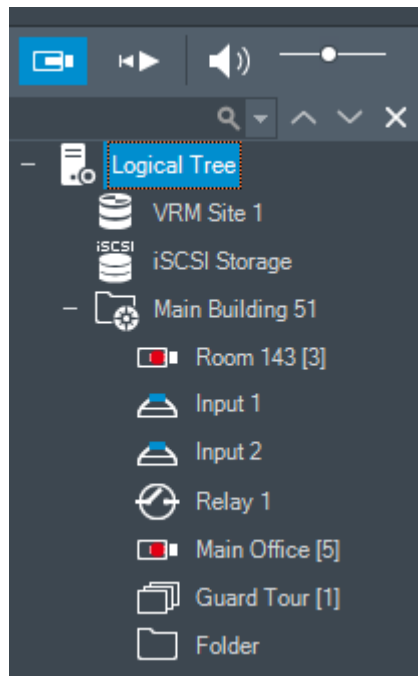 Logical Tree
VRM Site 1
iSCSI
iSCSI Storage
Main Building 51
Room 143 [3]
Input 1
Input 2
Relay 1
Main Office [5]
Guard Tour [1]
Folder